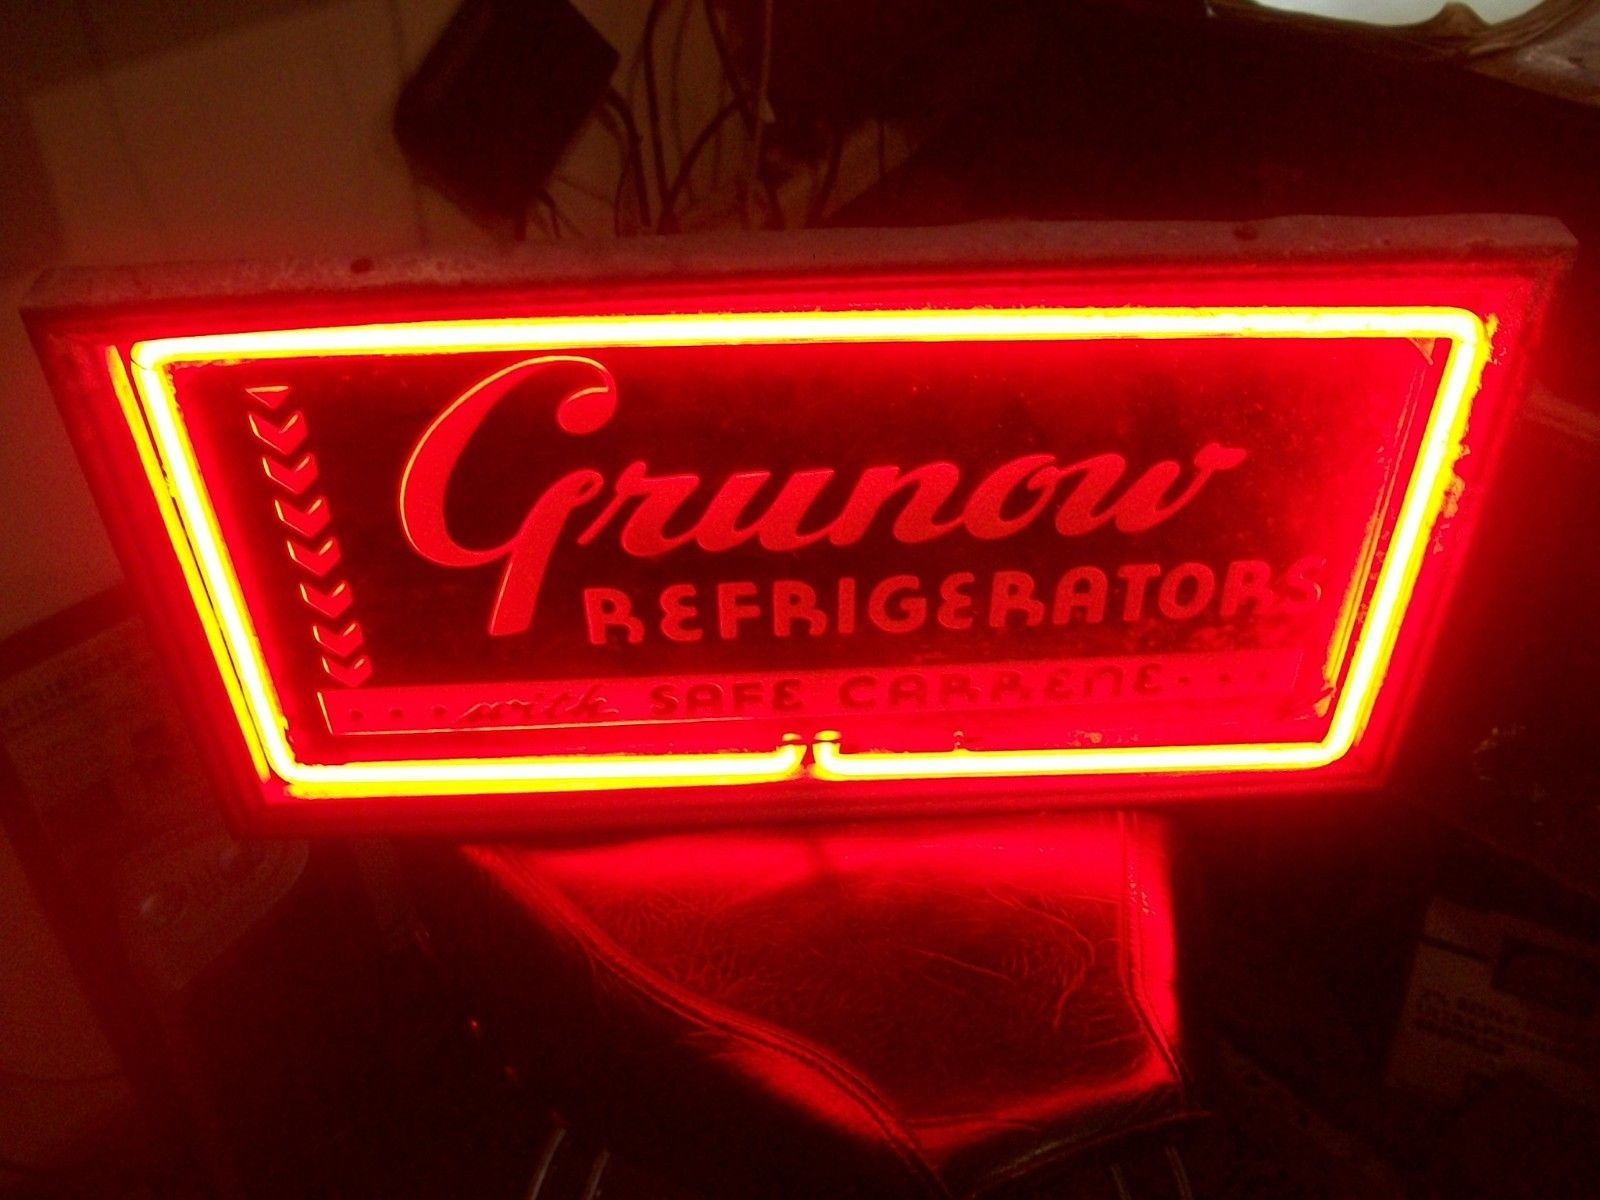 Grunow
REFRIGERATORS
...with SAFE CARRENE...